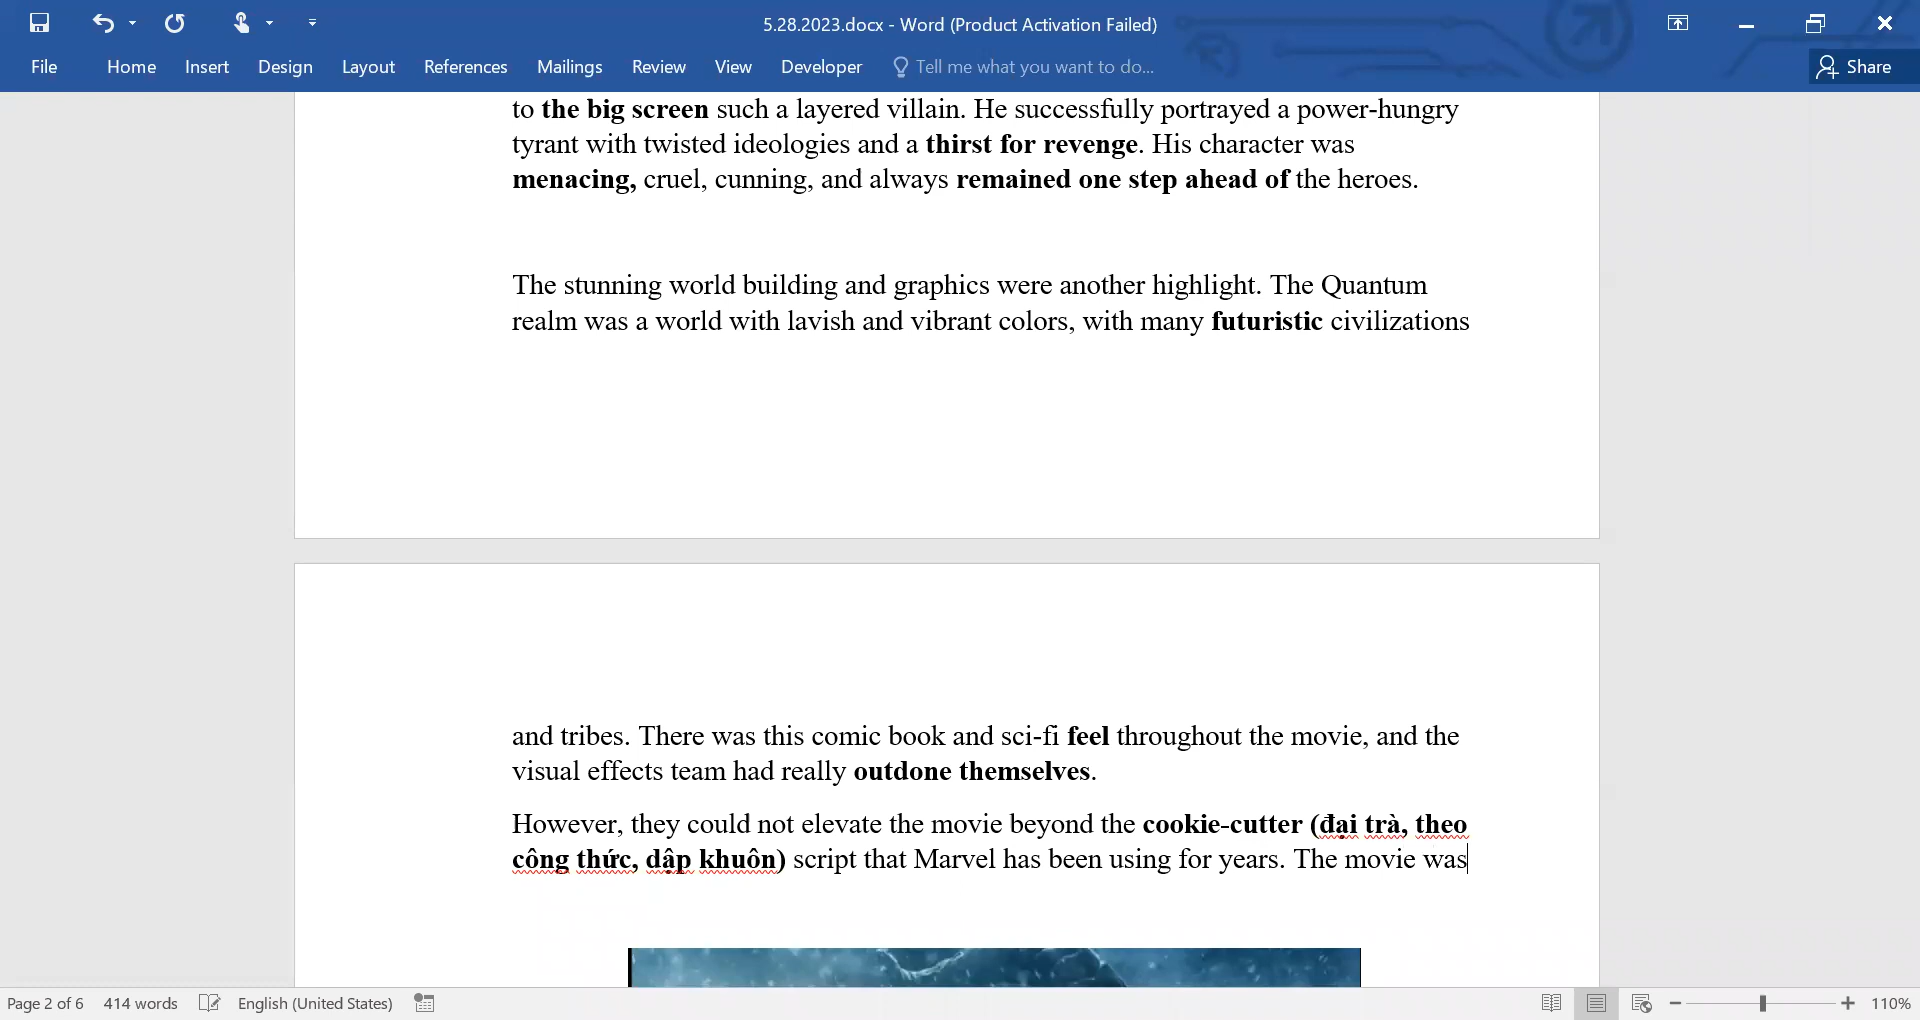 5.28.2023.docx - Word (Product Activation Failed)
File Home Insert Design Layout References Mailings Review View Developer Tell me what you want to do... Share
to the big screen such a layered villain. He successfully portrayed a power-hungry
tyrant with twisted ideologies and a thirst for revenge. His character was
menacing, cruel, cunning, and always remained one step ahead of the heroes.
The stunning world building and graphics were another highlight. The Quantum
realm was a world with lavish and vibrant colors, with many futuristic civilizations
and tribes. There was this comic book and sci-fi feel throughout the movie, and the
visual effects team had really outdone themselves.
However, they could not elevate the movie beyond the cookie-cutter (đại trà, theo
công thức, dập khuôn) script that Marvel has been using for years. The movie was
Page 2 of 6 414 words English (United States) 110%